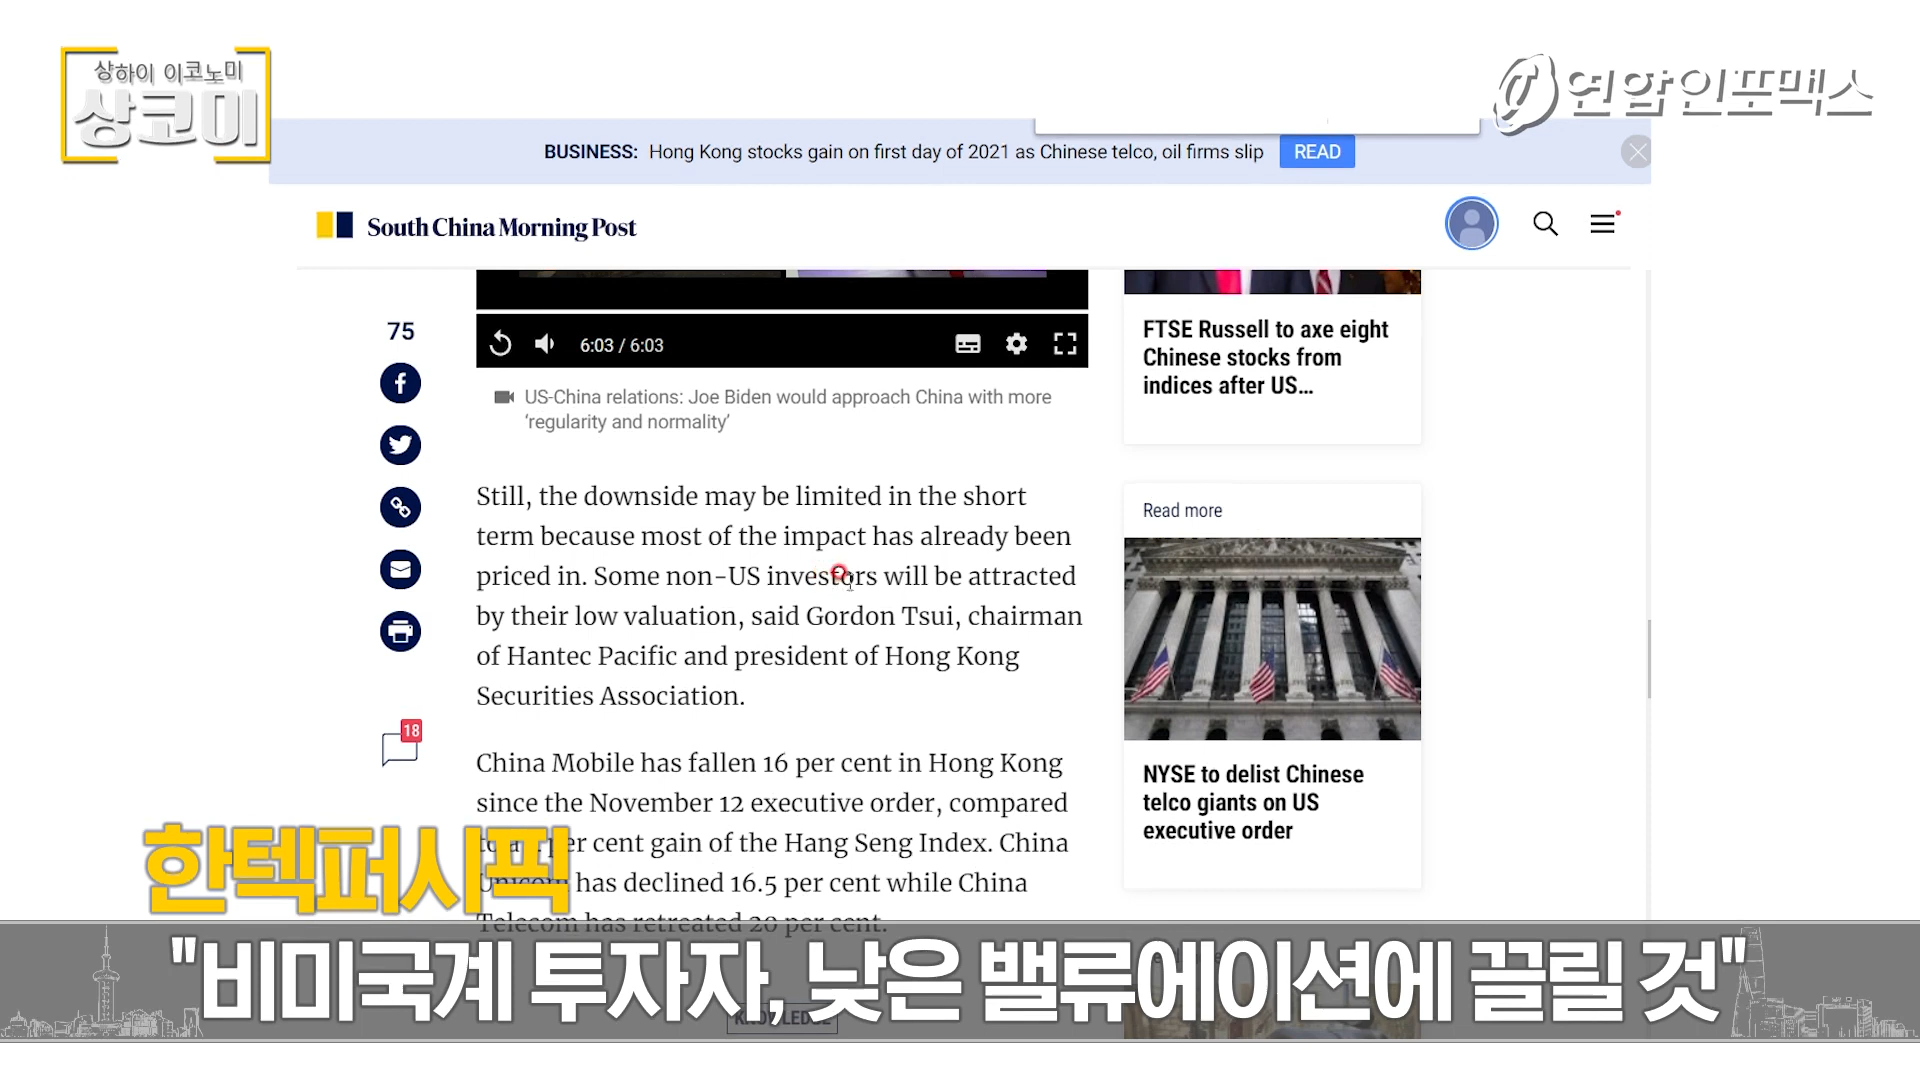 상하이 이코노미
상코미
연합인포맥스
BUSINESS: Hong Kong stocks gain on first day of 2021 as Chinese telco, oil firms slip READ
South China Morning Post
75
6:03 / 6:03
US-China relations: Joe Biden would approach China with more
‘regularity and normality’
Still, the downside may be limited in the short
term because most of the impact has already been
priced in. Some non-US investors will be attracted
by their low valuation, said Gordon Tsui, chairman
of Hantec Pacific and president of Hong Kong
Securities Association.
18
China Mobile has fallen 16 per cent in Hong Kong
since the November 12 executive order, compared
per cent gain of the Hang Seng Index. China
Unicom has declined 16.5 per cent while China
Telecom has retreated 20 per cent.
FTSE Russell to axe eight
Chinese stocks from
indices after US...
Read more
NYSE to delist Chinese
telco giants on US
executive order
한텍퍼시픽
"비미국계 투자자, 낮은 밸류에이션에 끌릴 것"
KNOWLEDGE